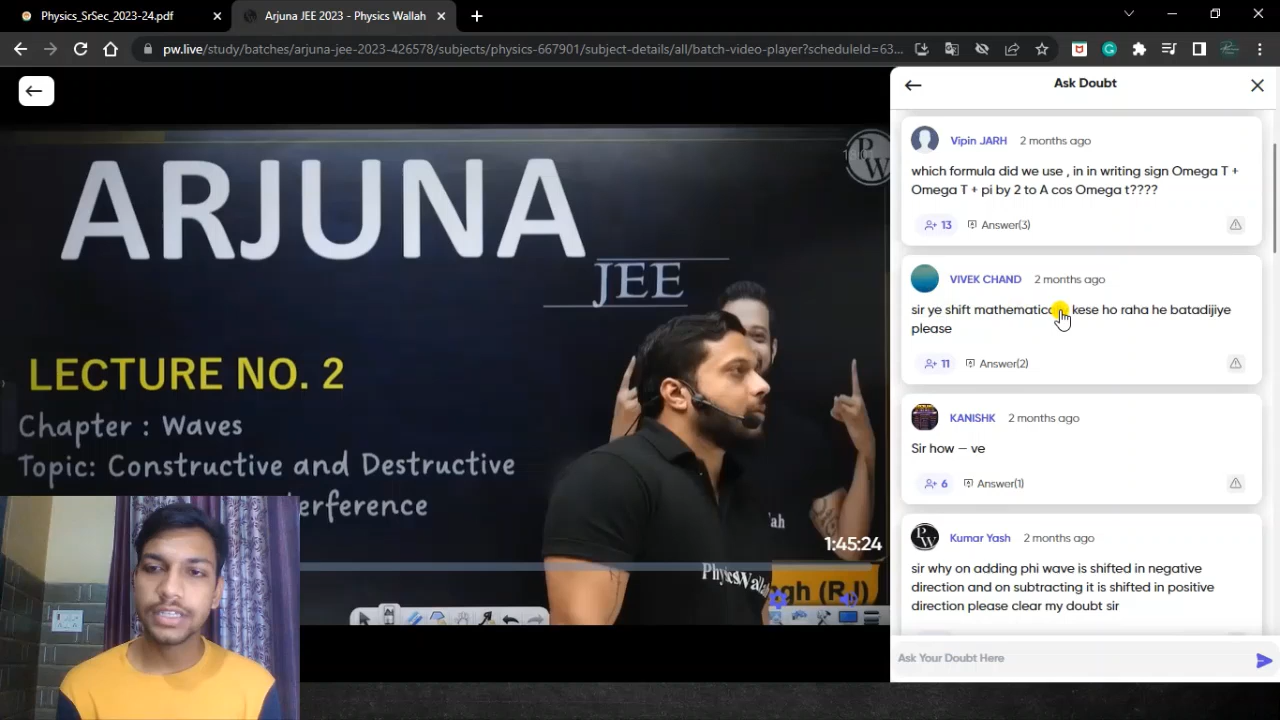 Physics_SrSec_2023-24.pdf
Arjuna JEE 2023 - Physics Wallah
pw.live/study/batches/arjuna-jee-2023-426578/subjects/physics-667901/subject-details/all/batch-video-player?scheduleId=63...
ARJUNA
JEE
LECTURE NO. 2
Chapter : Waves
Topic: Constructive and Destructive
erference
1:45:24
PhysicsWallah
gh (RJ)
Ask Doubt
Vipin JARH 2 months ago
which formula did we use , in in writing sign Omega T +
Omega T + pi by 2 to A cos Omega t????
13 Answer(3)
VIVEK CHAND 2 months ago
sir ye shift mathematica kese ho raha he batadijiye
please
11 Answer(2)
KANISHK 2 months ago
Sir how – ve
6 Answer(1)
Kumar Yash 2 months ago
sir why on adding phi wave is shifted in negative
direction and on subtracting it is shifted in positive
direction please clear my doubt sir
Ask Your Doubt Here